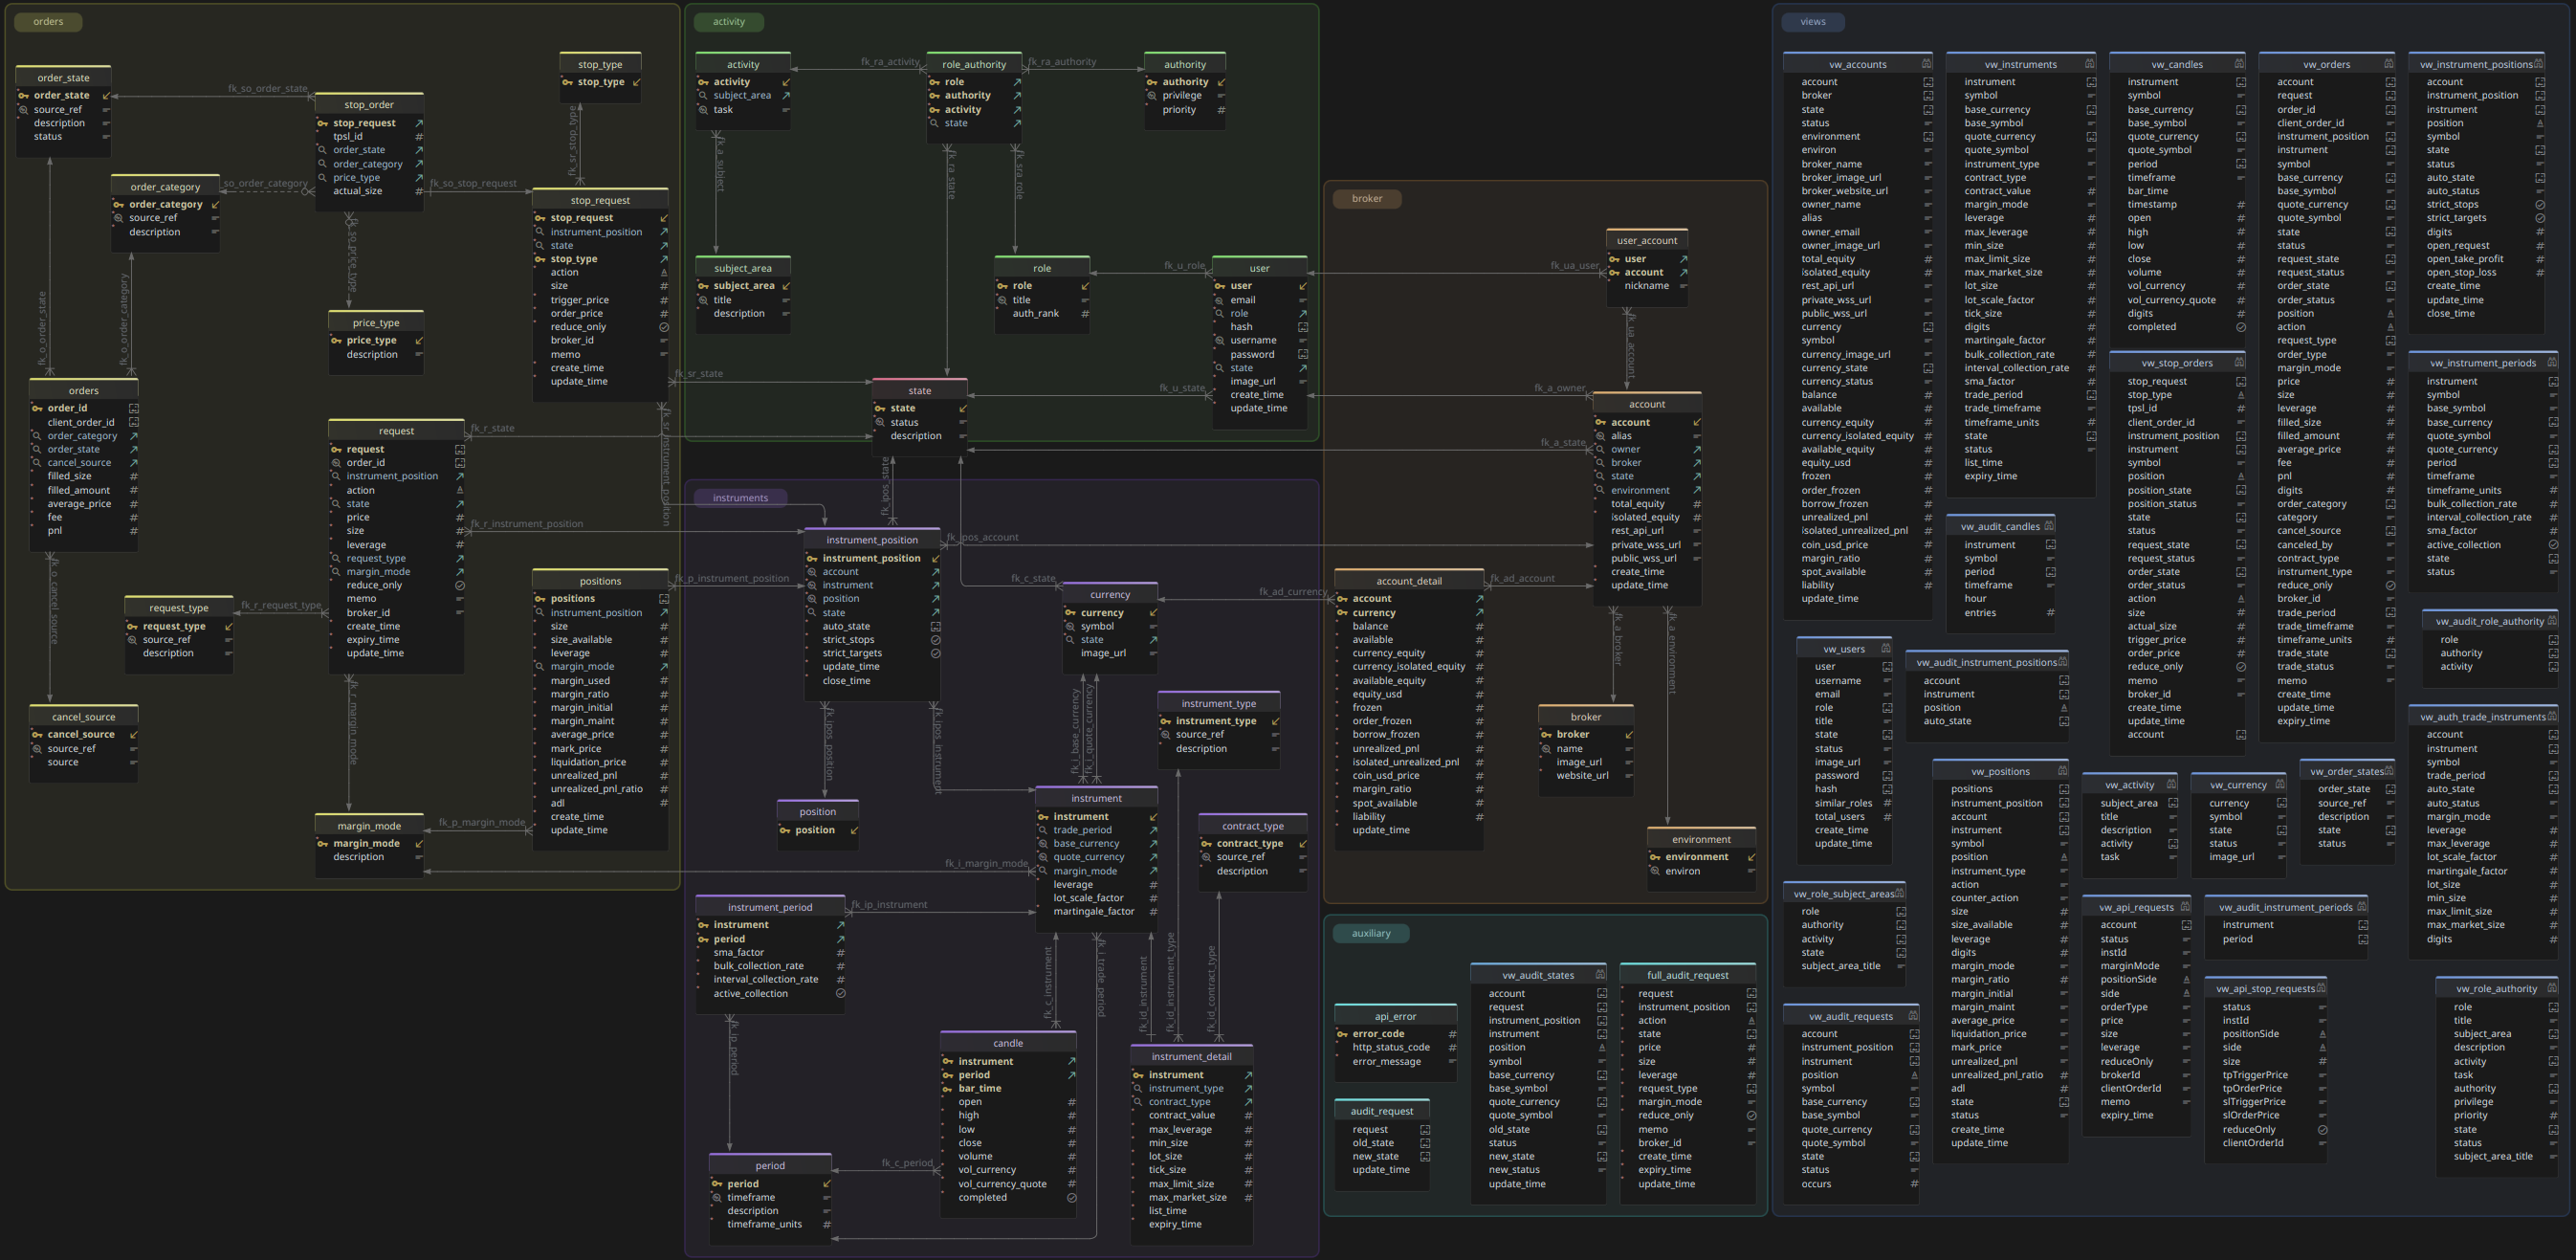 orders
order_state
order_state
source_ref
description
status
fk_so_order_state
stop_order
stop_request
tpsl_id
order_state
order_category
price_type
actual_size
stop_type
stop_type
fk_sr_stop_type
order_category
order_category
source_ref
description
so_order_category
fk_so_stop_request
fk_so_price_type
stop_request
stop_request
instrument_position
state
stop_type
action
size
trigger_price
order_price
reduce_only
broker_id
memo
create_time
update_time
price_type
price_type
description
fk_o_order_state
fk_o_order_category
orders
order_id
client_order_id
order_category
order_state
cancel_source
filled_size
filled_amount
average_price
fee
pnl
fk_o_cancel_source
request
request
order_id
instrument_position
action
state
price
size
leverage
request_type
margin_mode
reduce_only
memo
broker_id
create_time
expiry_time
update_time
fk_r_state
fk_r_instrument_position
fk_sr_state
fk_sr_instrument_position
request_type
request_type
source_ref
description
fk_r_request_type
fk_r_margin_mode
cancel_source
cancel_source
source_ref
source
positions
positions
instrument_position
size
size_available
leverage
margin_mode
margin_used
margin_ratio
margin_initial
margin_maint
average_price
mark_price
liquidation_price
unrealized_pnl
unrealized_pnl_ratio
adl
create_time
update_time
fk_p_instrument_position
fk_p_margin_mode
margin_mode
margin_mode
description
activity
activity
activity
subject_area
task
fk_ra_activity
role_authority
role
authority
activity
state
fk_ra_authority
authority
authority
privilege
priority
fk_a_subject
fk_ra_state
fk_sra_role
subject_area
subject_area
title
description
role
role
title
auth_rank
fk_u_role
user
user
email
role
hash
username
password
state
image_url
create_time
update_time
fk_u_state
state
state
status
description
instruments
fk_ipos_state
instrument_position
instrument_position
account
instrument
position
state
auto_state
strict_stops
strict_targets
update_time
close_time
fk_pos_account
fk_c_state
currency
currency
symbol
state
image_url
fk_ipos_position
fk_ipos_instrument
fk_i_base_currency
fk_i_quote_currency
instrument_type
instrument_type
source_ref
description
position
position
instrument
instrument
trade_period
base_currency
quote_currency
margin_mode
leverage
lot_scale_factor
martingale_factor
fk_i_margin_mode
contract_type
contract_type
source_ref
description
instrument_period
instrument
period
sma_factor
bulk_collection_rate
interval_collection_rate
active_collection
fk_ip_instrument
fk_ip_period
fk_c_instrument
fk_i_trade_period
fk_id_instrument
fk_id_instrument_type
fk_id_contract_type
candle
instrument
period
bar_time
open
high
low
close
volume
vol_currency
vol_currency_quote
completed
fk_c_period
period
period
timeframe
description
timeframe_units
instrument_detail
instrument
instrument_type
contract_type
contract_value
max_leverage
min_size
lot_size
tick_size
max_limit_size
max_market_size
list_time
expiry_time
broker
user_account
user
account
nickname
fk_ua_user
fk_ua_account
fk_a_owner
fk_a_state
account
account
alias
owner
broker
state
environment
total_equity
isolated_equity
rest_api_url
private_wss_url
public_wss_url
create_time
update_time
fk_ad_currency
fk_ad_account
account_detail
account
currency
balance
available
currency_equity
currency_isolated_equity
available_equity
equity_usd
frozen
order_frozen
borrow_frozen
unrealized_pnl
isolated_unrealized_pnl
coin_usd_price
margin_ratio
spot_available
liability
update_time
fk_a_broker
fk_a_environment
broker
broker
name
image_url
website_url
environment
environment
environ
auxiliary
api_error
error_code
http_status_code
error_message
audit_request
request
old_state
new_state
update_time
vw_audit_states
account
request
instrument_position
instrument
position
symbol
base_currency
base_symbol
quote_currency
quote_symbol
old_state
status
new_state
new_status
update_time
full_audit_request
request
instrument_position
action
state
price
size
leverage
request_type
margin_mode
reduce_only
memo
broker_id
create_time
expiry_time
update_time
views
vw_accounts
account
broker
state
status
environment
environ
broker_name
broker_image_url
broker_website_url
owner_name
alias
owner_email
owner_image_url
total_equity
isolated_equity
rest_api_url
private_wss_url
public_wss_url
currency
symbol
currency_image_url
currency_state
currency_status
balance
available
currency_equity
currency_isolated_equity
available_equity
equity_usd
frozen
order_frozen
borrow_frozen
unrealized_pnl
isolated_unrealized_pnl
coin_usd_price
margin_ratio
spot_available
liability
update_time
vw_instruments
instrument
symbol
base_currency
base_symbol
quote_currency
quote_symbol
instrument_type
contract_type
contract_value
margin_mode
leverage
max_leverage
min_size
max_limit_size
max_market_size
lot_size
lot_scale_factor
tick_size
digits
martingale_factor
bulk_collection_rate
interval_collection_rate
sma_factor
trade_period
trade_timeframe
timeframe_units
state
status
list_time
expiry_time
vw_candles
instrument
symbol
base_currency
base_symbol
quote_currency
quote_symbol
period
timeframe
bar_time
timestamp
open
high
low
close
volume
vol_currency
vol_currency_quote
digits
completed
vw_orders
account
request
order_id
client_order_id
instrument_position
instrument
symbol
base_currency
base_symbol
quote_currency
quote_symbol
state
status
request_state
request_status
order_state
order_status
position
action
request_type
order_type
margin_mode
price
size
leverage
filled_size
filled_amount
average_price
fee
pnl
digits
order_category
category
cancel_source
canceled_by
contract_type
instrument_type
reduce_only
broker_id
trade_period
trade_timeframe
timeframe_units
trade_state
trade_status
memo
create_time
update_time
expiry_time
vw_instrument_positions
account
instrument_position
instrument
position
symbol
state
status
auto_state
auto_status
strict_stops
strict_targets
digits
open_request
open_take_profit
open_stop_loss
create_time
update_time
close_time
vw_stop_orders
stop_request
stop_type
tpsl_id
client_order_id
instrument_position
instrument
symbol
position
position_state
position_status
state
status
request_state
request_status
order_state
order_status
action
size
actual_size
trigger_price
order_price
reduce_only
memo
broker_id
create_time
update_time
account
vw_instrument_periods
instrument
symbol
base_symbol
base_currency
quote_symbol
quote_currency
period
timeframe
timeframe_units
bulk_collection_rate
interval_collection_rate
sma_factor
active_collection
state
status
vw_audit_candles
instrument
symbol
period
timeframe
hour
entries
vw_audit_role_authority
role
authority
activity
vw_users
user
username
email
role
title
state
status
image_url
password
hash
similar_roles
total_users
create_time
update_time
vw_audit_instrument_positions
account
instrument
position
auto_state
vw_auth_trade_instruments
account
instrument
symbol
trade_period
auto_state
auto_status
margin_mode
leverage
max_leverage
lot_scale_factor
martingale_factor
lot_size
min_size
max_limit_size
max_market_size
digits
vw_positions
positions
instrument_position
account
instrument
symbol
position
instrument_type
action
counter_action
size
size_available
leverage
digits
margin_mode
margin_ratio
margin_initial
margin_maint
average_price
liquidation_price
mark_price
unrealized_pnl
unrealized_pnl_ratio
adl
state
status
create_time
update_time
vw_activity
subject_area
title
description
activity
task
vw_currency
currency
symbol
state
status
image_url
vw_order_states
order_state
source_ref
description
state
status
vw_role_subject_areas
role
authority
activity
state
subject_area_title
vw_api_requests
account
status
instId
marginMode
positionSide
side
orderType
price
size
leverage
reduceOnly
brokerId
clientOrderId
memo
expiry_time
vw_audit_instrument_periods
instrument
period
vw_api_stop_requests
status
instId
positionSide
side
size
tpTriggerPrice
tpOrderPrice
slTriggerPrice
slOrderPrice
reduceOnly
clientOrderId
vw_role_authority
role
title
subject_area
description
activity
task
authority
privilege
priority
state
status
subject_area_title
vw_audit_requests
account
instrument_position
instrument
position
symbol
base_currency
base_symbol
quote_currency
quote_symbol
state
status
occurs